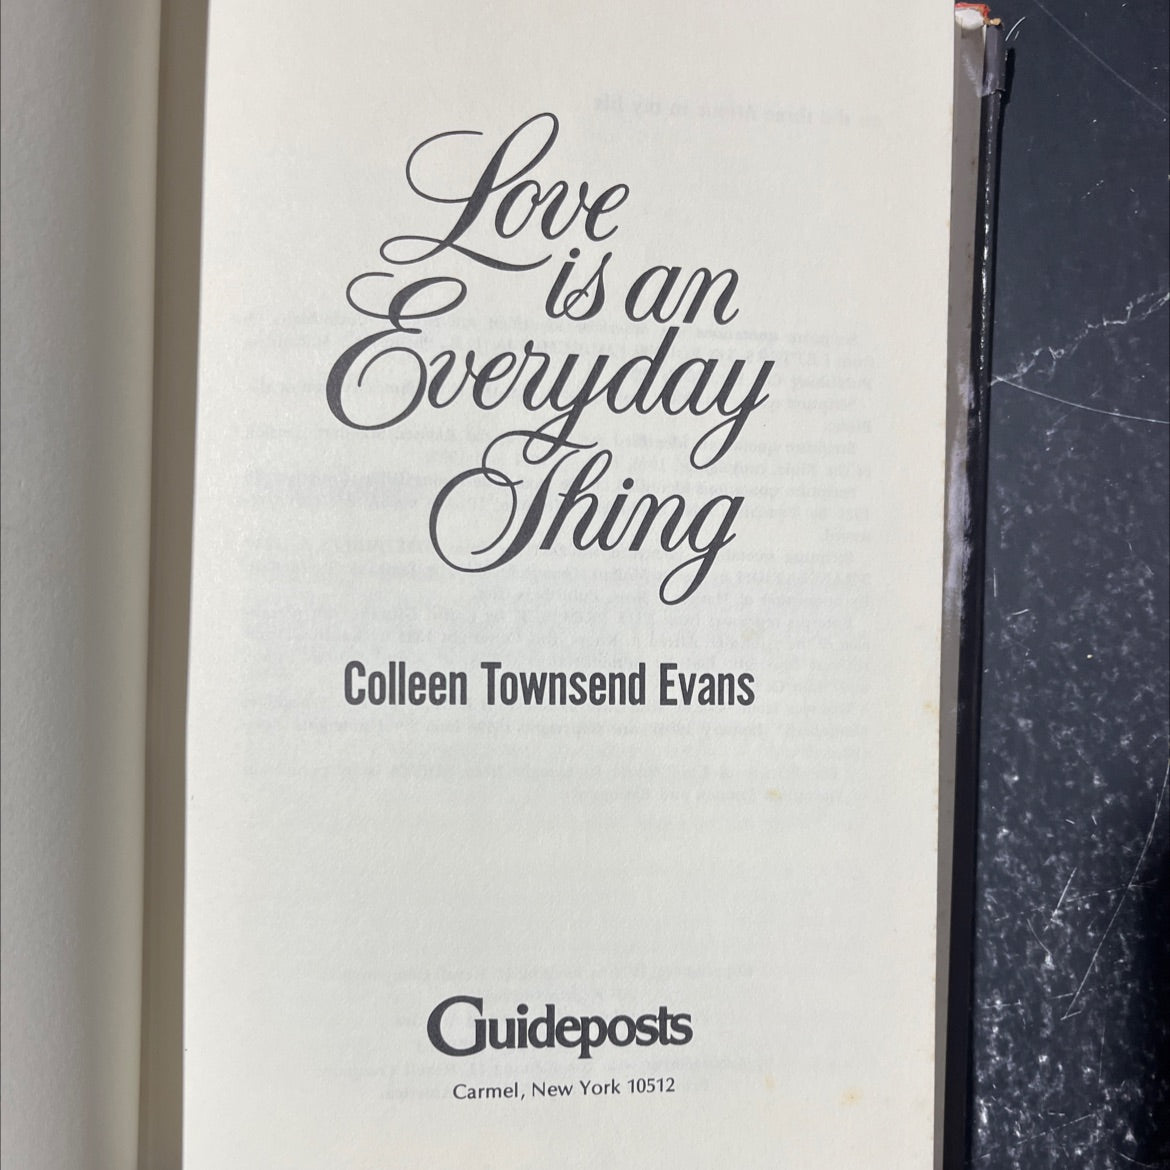 Love
is an
Everyday
Thing
Colleen Townsend Evans
Guideposts
Carmel, New York 10512